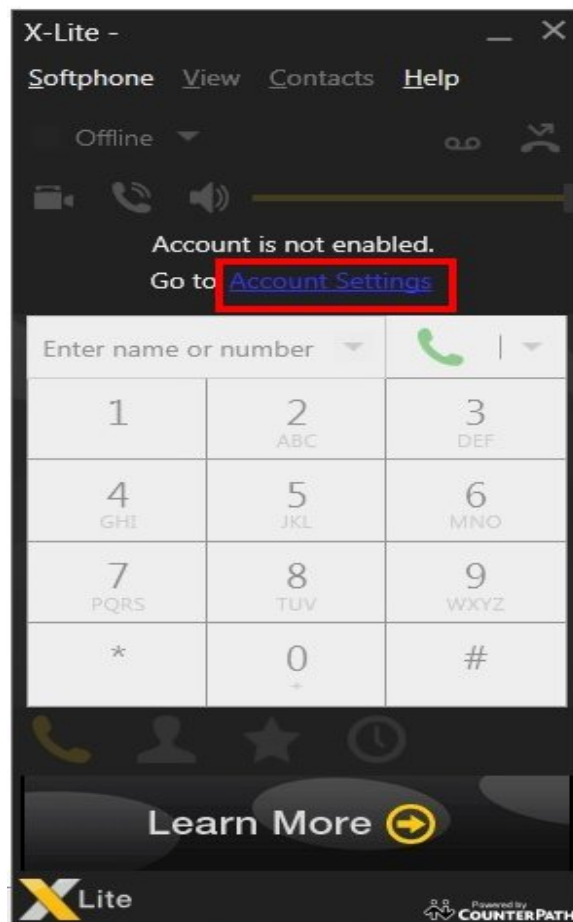 X-Lite -
Softphone View Contacts Help
Offline
Account is not enabled.
Go to Account Settings
Enter name or number
1 2 3
ABC DEF
4 5 6
GHI JKL MNO
7 8 9
PQRS TUV WXYZ
* 0 #
+
Learn More
X Lite
Powered by
COUNTERPATH